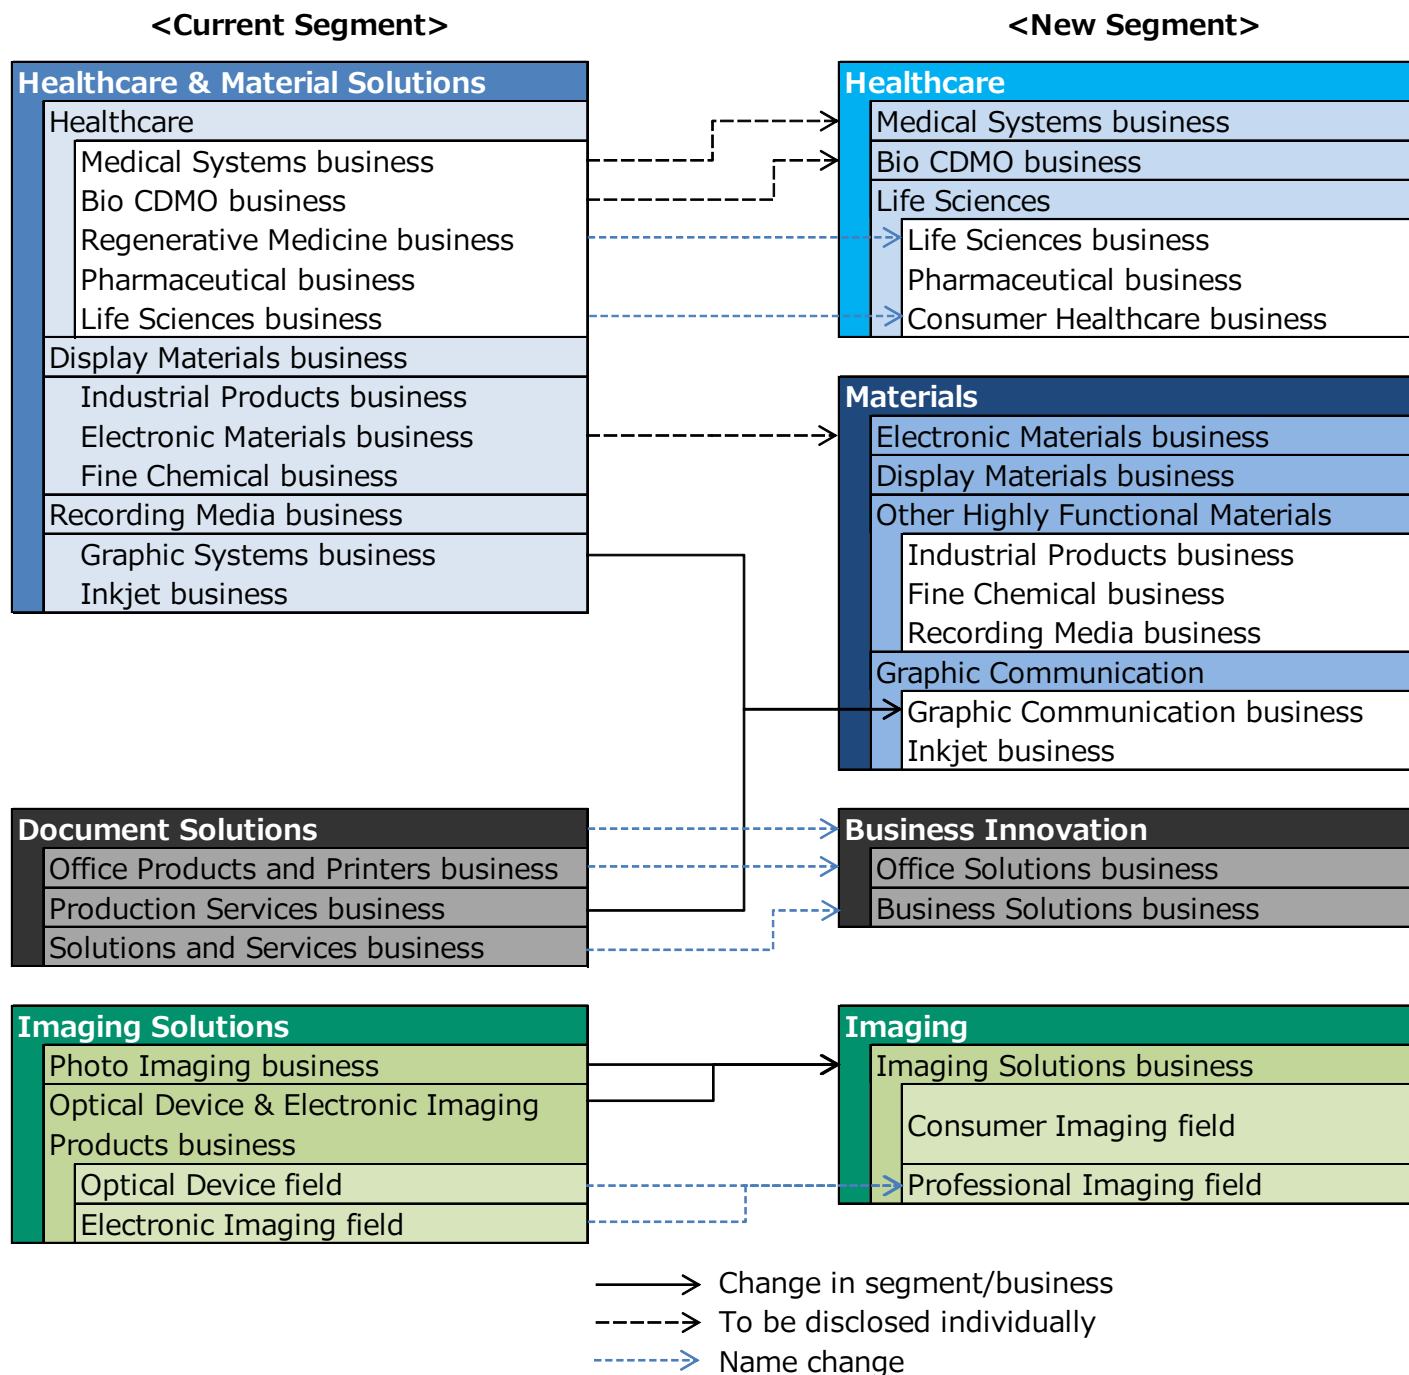 <Current Segment>
Healthcare & Material Solutions
Healthcare
Medical Systems business
Bio CDMO business
Regenerative Medicine business
Pharmaceutical business
Life Sciences business
Display Materials business
Industrial Products business
Electronic Materials business
Fine Chemical business
Recording Media business
Graphic Systems business
Inkjet business
Document Solutions
Office Products and Printers business
Production Services business
Solutions and Services business
Imaging Solutions
Photo Imaging business
Optical Device & Electronic Imaging
Products business
Optical Device field
Electronic Imaging field
<New Segment>
Healthcare
Medical Systems business
Bio CDMO business
Life Sciences
Life Sciences business
Pharmaceutical business
Consumer Healthcare business
Materials
Electronic Materials business
Display Materials business
Other Highly Functional Materials
Industrial Products business
Fine Chemical business
Recording Media business
Graphic Communication
Graphic Communication business
Inkjet business
Business Innovation
Office Solutions business
Business Solutions business
Imaging
Imaging Solutions business
Consumer Imaging field
Professional Imaging field
Change in segment/business
To be disclosed individually
Name change